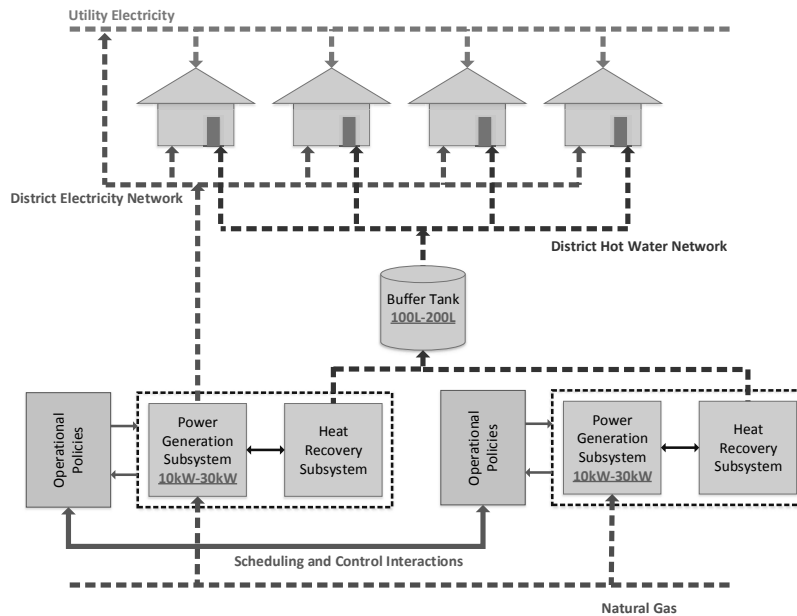 Utility Electricity
District Electricity Network
District Hot Water Network
Buffer Tank
100L-200L
Operational
Policies
Power
Generation
Subsystem
10kW-30kW
Heat
Recovery
Subsystem
Operational
Policies
Power
Generation
Subsystem
10kW-30kW
Heat
Recovery
Subsystem
Scheduling and Control Interactions
Natural Gas